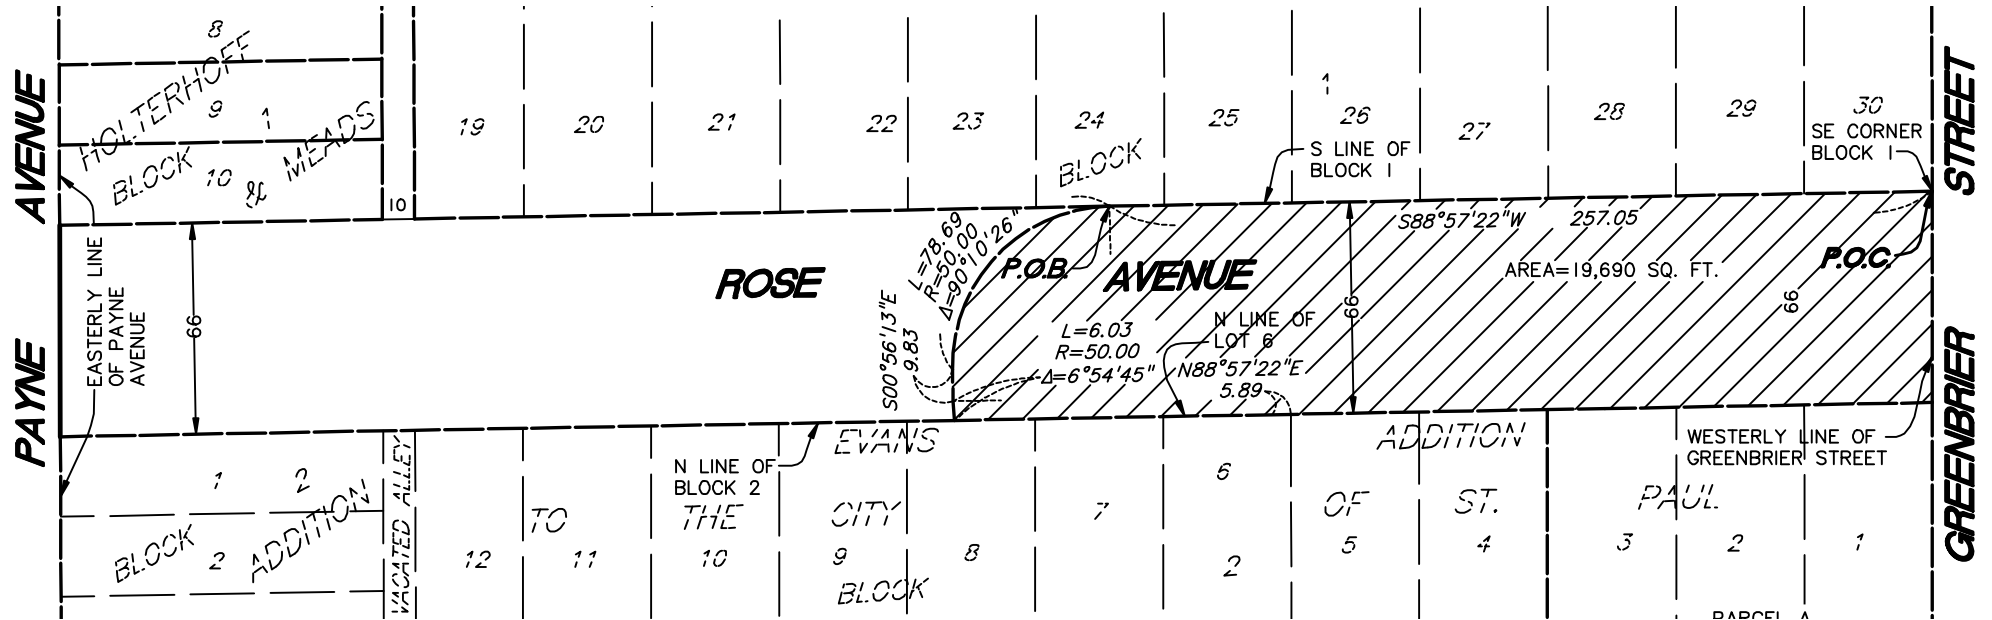 PAYNE AVENUE
8
HOLTERHOFF
9
1
BLOCK
10
&
MEADS
10
19
20
21
22
23
24
25
1
26
27
28
29
30
BLOCK
S LINE OF
BLOCK 1
SE CORNER
BLOCK 1
GREENBRIER STREET
EASTERLY LINE
OF PAYNE
AVENUE
66
ROSE AVENUE
L=78.69
R=50.00
Δ=90°10'26"
P.O.B.
S88°57'22"W 257.05
AREA=19,690 SQ. FT.
P.O.C.
S00°56'13"E
9.83
L=6.03
R=50.00
Δ=6°54'45"
N LINE OF
LOT 6
N88°57'22"E
5.89
66
66
WESTERLY LINE OF
GREENBRIER STREET
N LINE OF
BLOCK 2
EVANS ADDITION
TO THE CITY OF ST. PAUL
1
2
BLOCK
2
ADDITION
VACATED ALLEY
12
11
10
9
8
7
6
5
4
3
2
1
BLOCK
2
PARCEL A